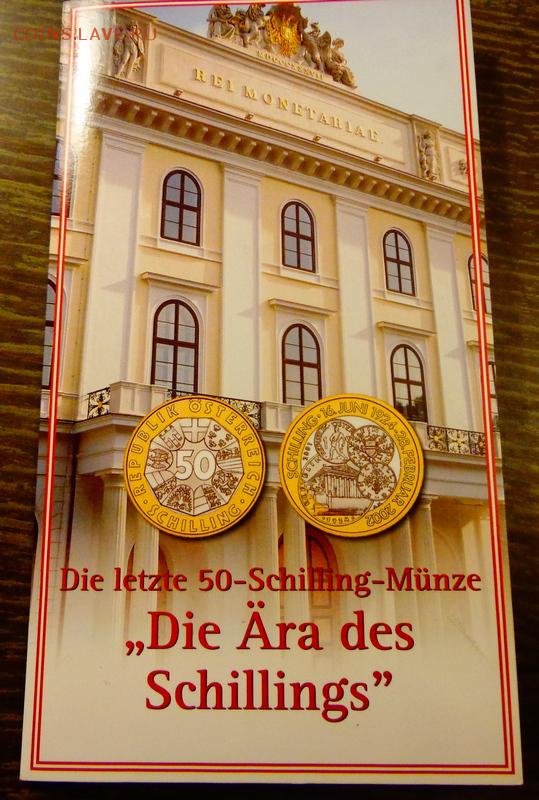 COINS.LAVE.RU
MDCCCXXXVII
REI MONETARIAE
REPUBLIK ÖSTERREICH
50
SCHILLING
SCHILLING · 16. JUNI 1924-28. FEBRUAR 2002
Die letzte 50-Schilling-Münze
„Die Ära des
Schillings”